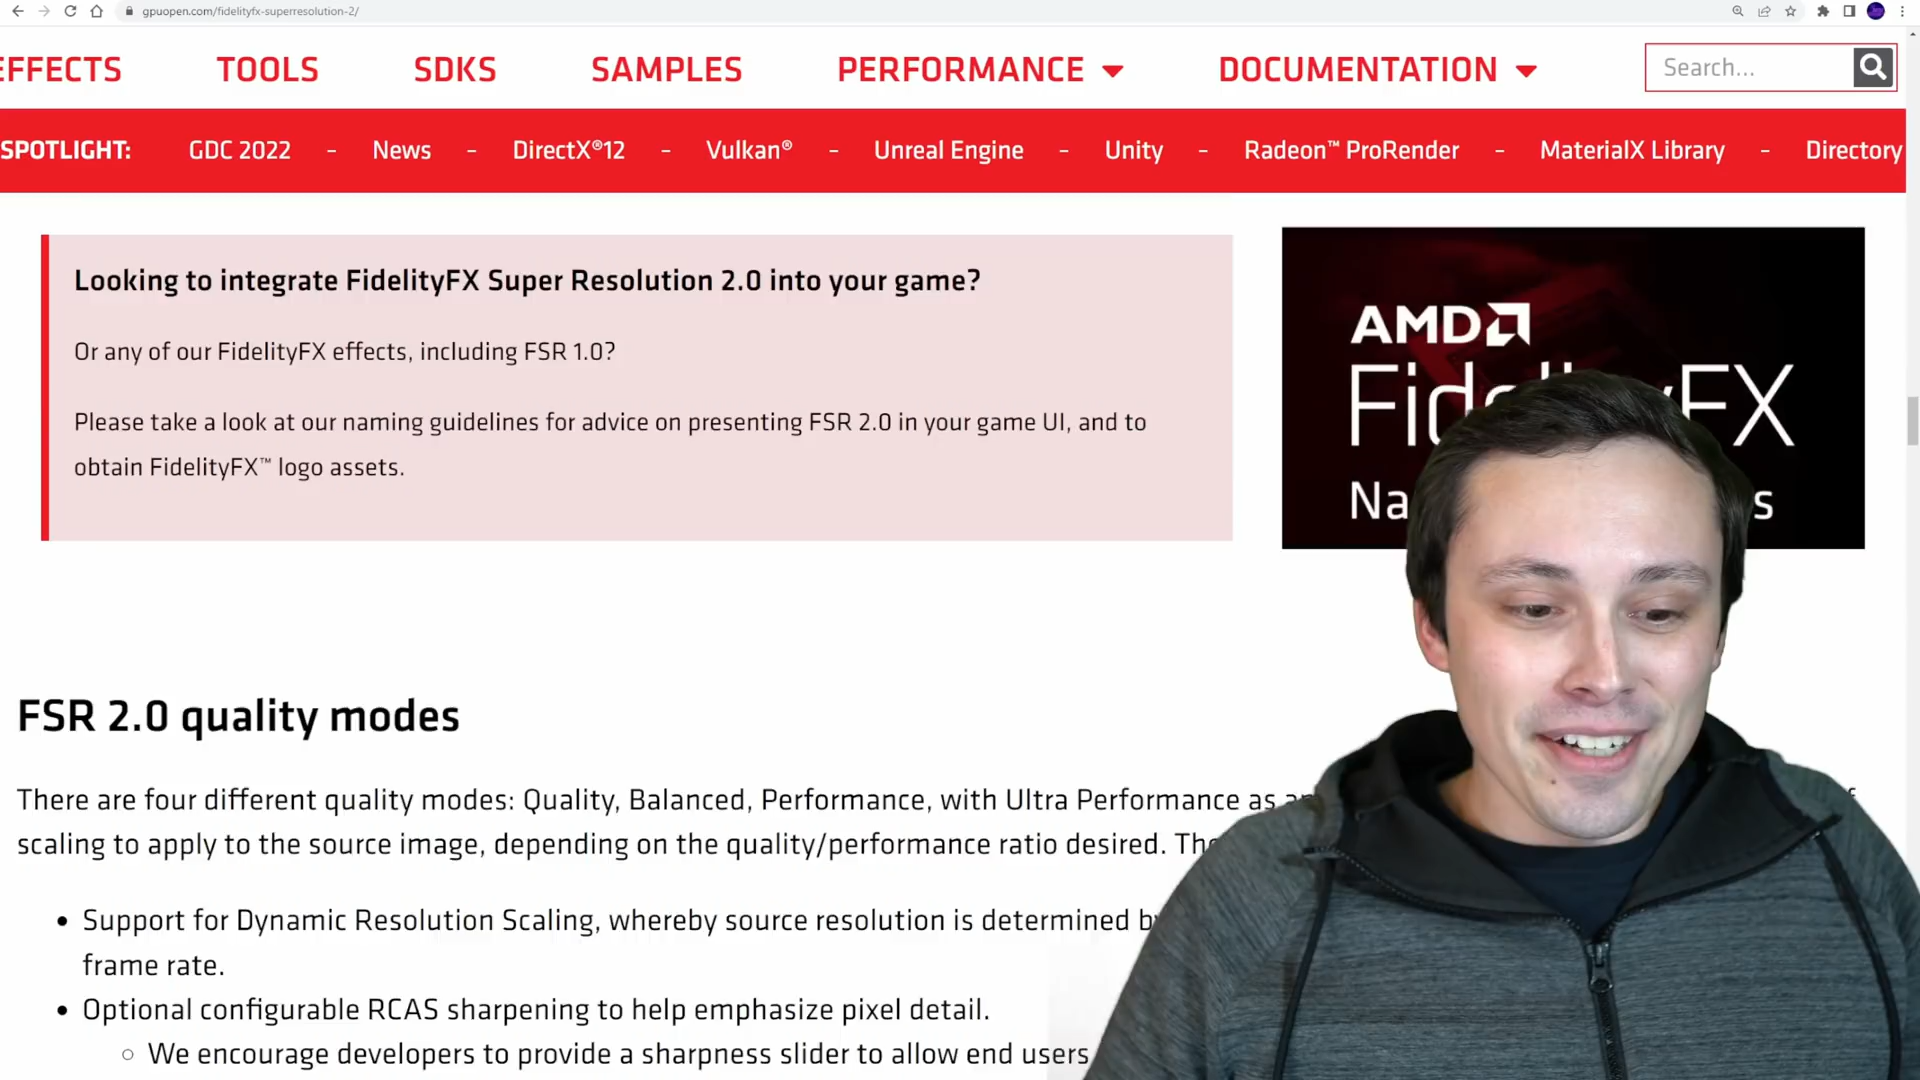 gpuopen.com/fidelityfx-superresolution-2/
EFFECTS TOOLS SDKS SAMPLES PERFORMANCE DOCUMENTATION Search...
SPOTLIGHT: GDC 2022 - News - DirectX®12 - Vulkan® - Unreal Engine - Unity - Radeon™ ProRender - MaterialX Library - Directory
Looking to integrate FidelityFX Super Resolution 2.0 into your game?
Or any of our FidelityFX effects, including FSR 1.0?
Please take a look at our naming guidelines for advice on presenting FSR 2.0 in your game UI, and to
obtain FidelityFX™ logo assets.
AMD
FSR 2.0 quality modes
There are four different quality modes: Quality, Balanced, Performance, with Ultra Performance as
scaling to apply to the source image, depending on the quality/performance ratio desired.
• Support for Dynamic Resolution Scaling, whereby source resolution is determined
frame rate.
• Optional configurable RCAS sharpening to help emphasize pixel detail.
○ We encourage developers to provide a sharpness slider to allow end users